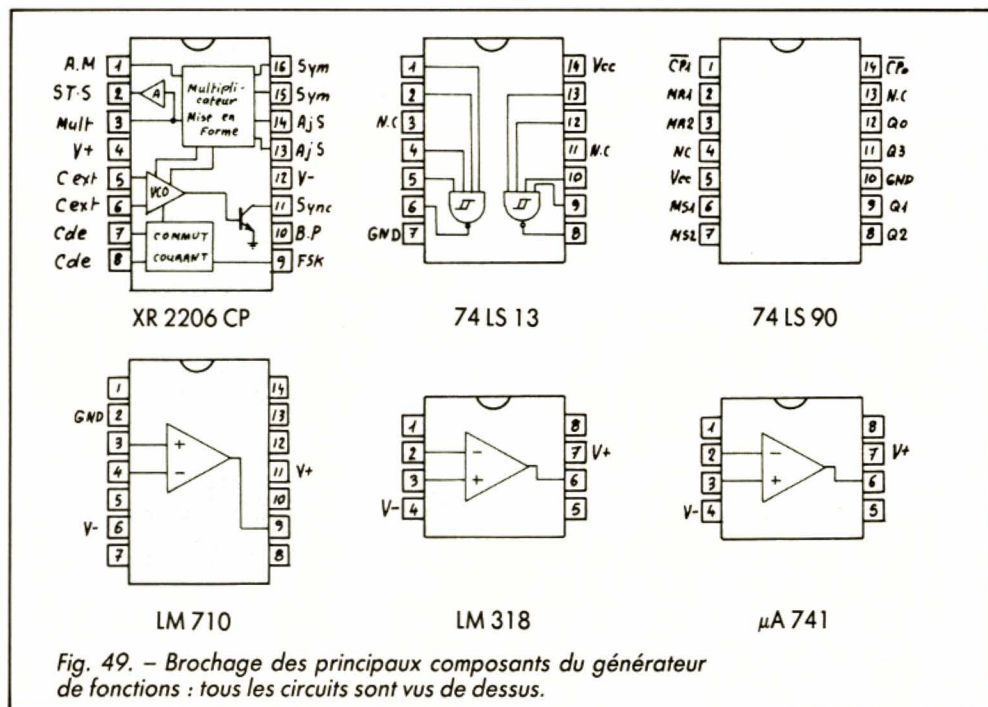 A.M 1 16 Sym
ST.S 2 A Multipli- 15 Sym
Mult 3 cateur 14 AjS
Mise en
V+ 4 Forme 13 AjS
C ext 5 VCO 12 V-
C ext 6 11 Sync
Cde 7 COMMUT 10 B.P
Cde 8 COURANT 9 FSK
XR 2206 CP
1 14 Vcc
2 13
N.C 3 12
4 11 N.C
5 10
6 9
GND 7 8
74 LS 13
CP1 1 14 CP0
MR1 2 13 N.C
MR2 3 12 Q0
NC 4 11 Q3
Vcc 5 10 GND
MS1 6 9 Q1
MS2 7 8 Q2
74 LS 90
1 14
GND 2 13
3 + 12
4 - 11 V+
5 10
V- 6 9
7 8
LM 710
1 8
2 - 7 V+
3 + 6
V- 4 5
LM 318
1 8
2 - 7 V+
3 + 6
V- 4 5
µA 741
Fig. 49. – Brochage des principaux composants du générateur
de fonctions : tous les circuits sont vus de dessus.